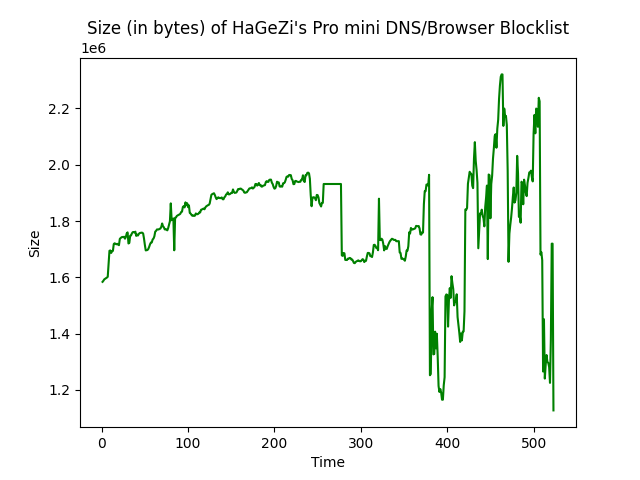 Size (in bytes) of HaGeZi's Pro mini DNS/Browser Blocklist
1e6
2.2
2.0
1.8
1.6
1.4
1.2
Size
0 100 200 300 400 500
Time